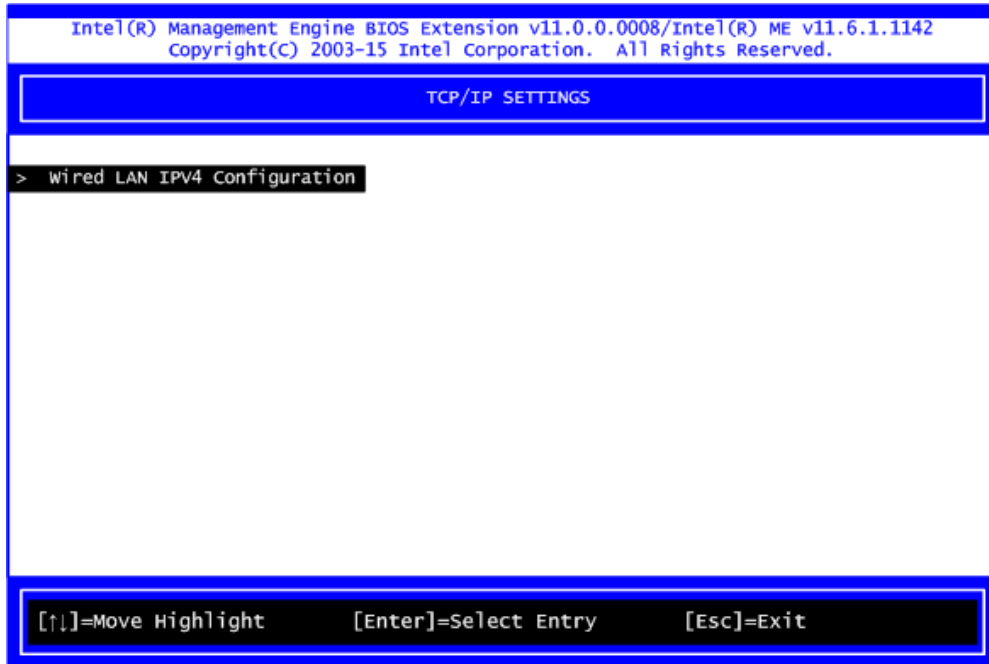 Intel(R) Management Engine BIOS Extension v11.0.0.0008/Intel(R) ME v11.6.1.1142
Copyright(C) 2003-15 Intel Corporation. All Rights Reserved.
TCP/IP SETTINGS
> Wired LAN IPV4 Configuration
[↑↓]=Move Highlight [Enter]=Select Entry [Esc]=Exit